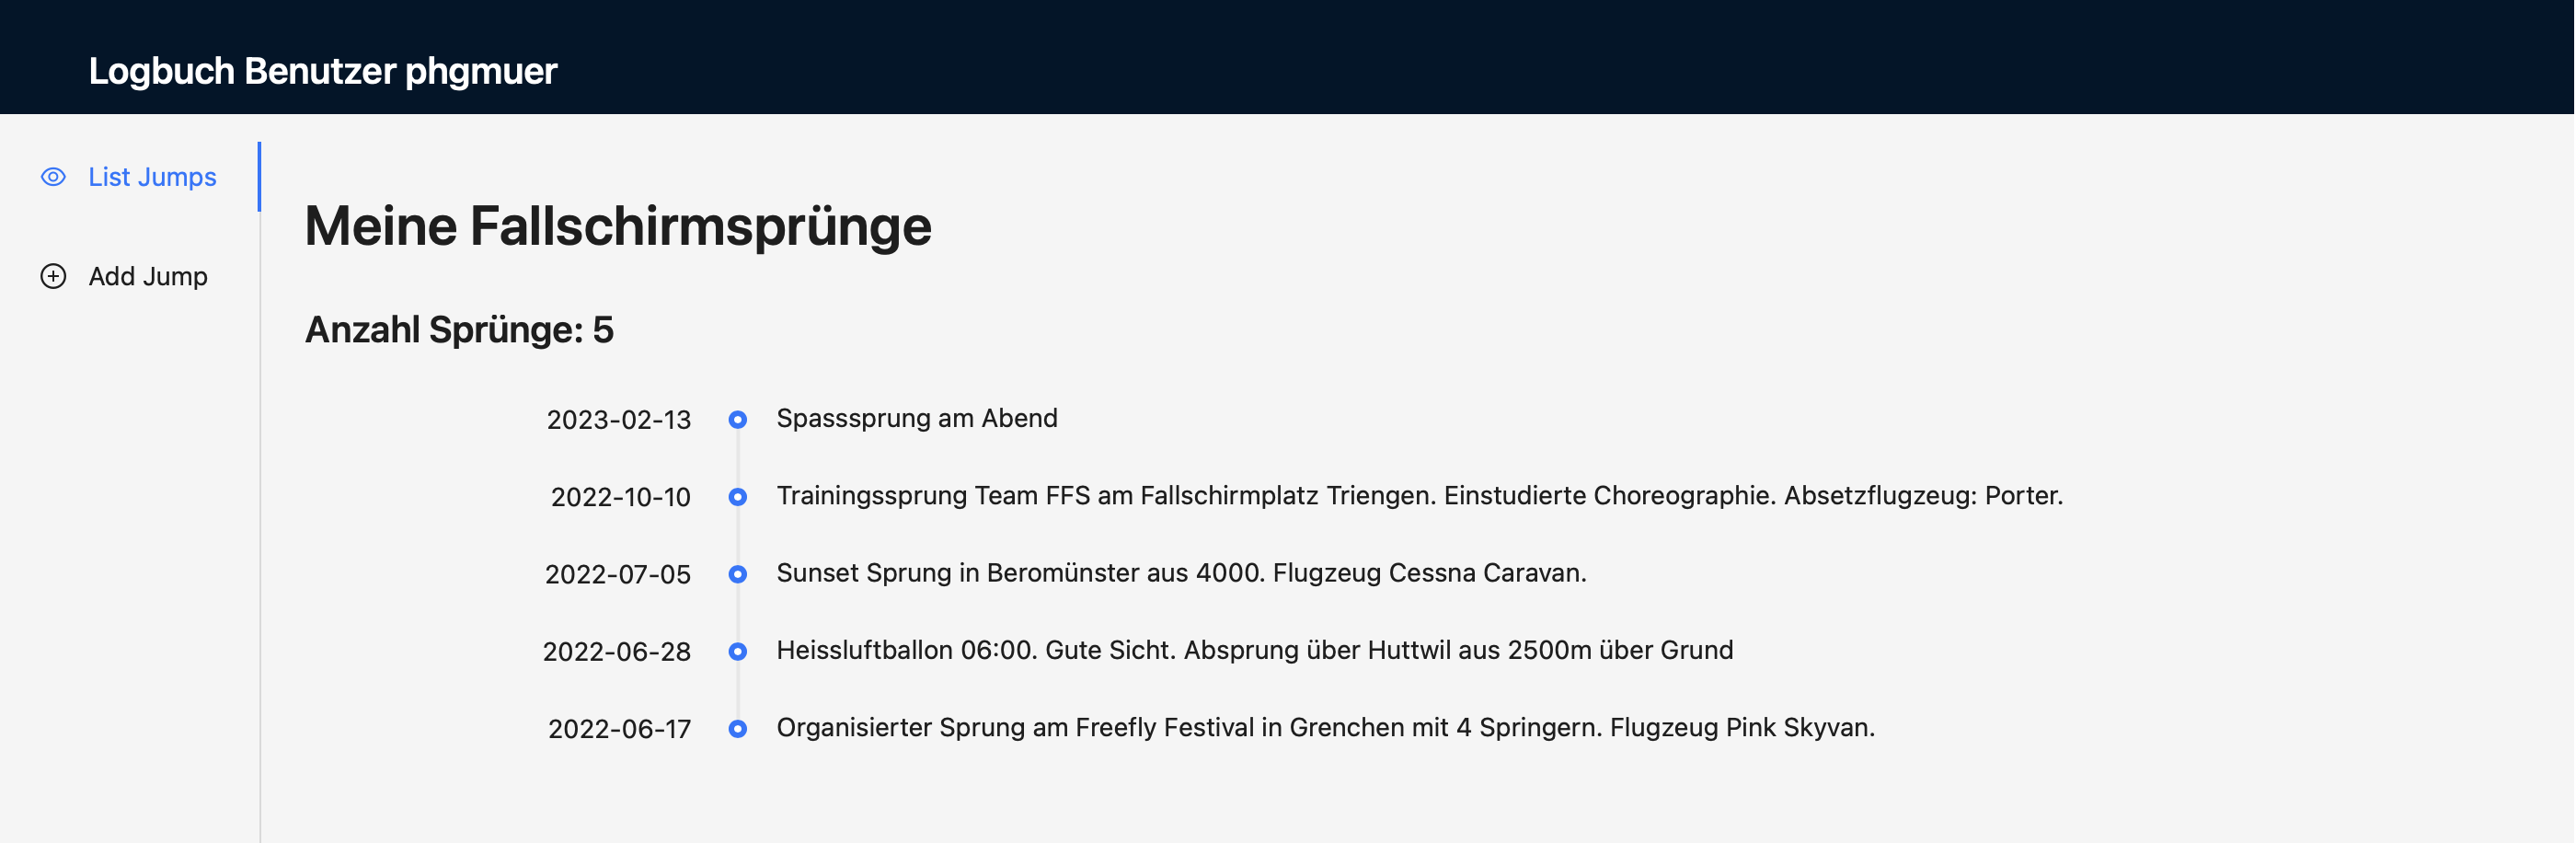 Logbuch Benutzer phgmuer
List Jumps
Add Jump
Meine Fallschirmsprünge
Anzahl Sprünge: 5
2023-02-13 Spasssprung am Abend
2022-10-10 Trainingssprung Team FFS am Fallschirmplatz Triengen. Einstudierte Choreographie. Absetzflugzeug: Porter.
2022-07-05 Sunset Sprung in Beromünster aus 4000. Flugzeug Cessna Caravan.
2022-06-28 Heissluftballon 06:00. Gute Sicht. Absprung über Huttwil aus 2500m über Grund
2022-06-17 Organisierter Sprung am Freefly Festival in Grenchen mit 4 Springern. Flugzeug Pink Skyvan.